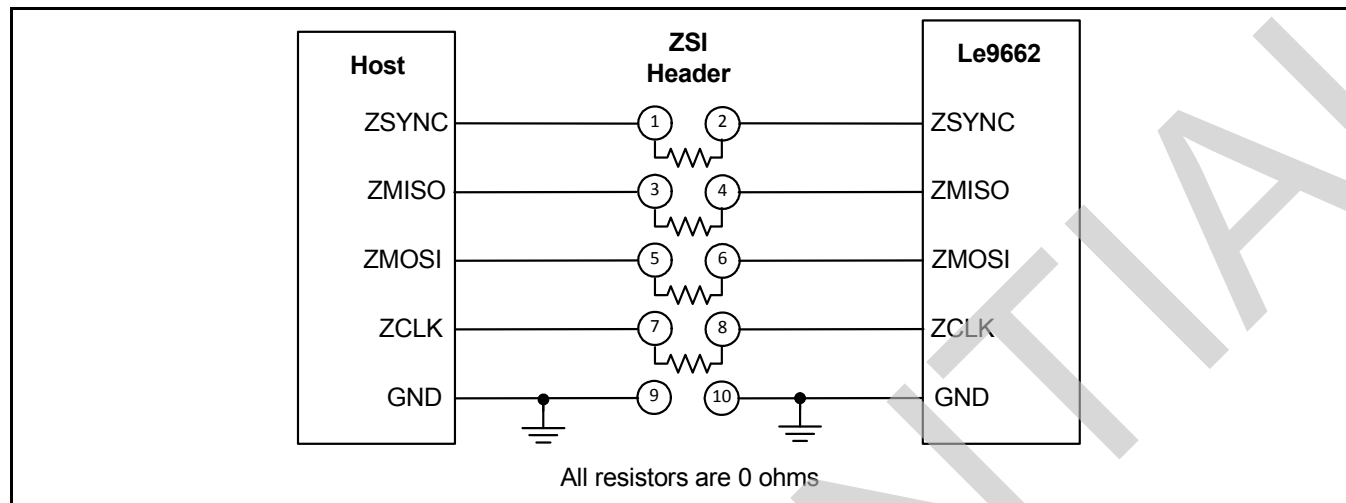 ZSI
Header
Host
Le9662
ZSYNC 1 2 ZSYNC
ZMISO 3 4 ZMISO
ZMOSI 5 6 ZMOSI
ZCLK 7 8 ZCLK
GND 9 10 GND
All resistors are 0 ohms
NTIAL